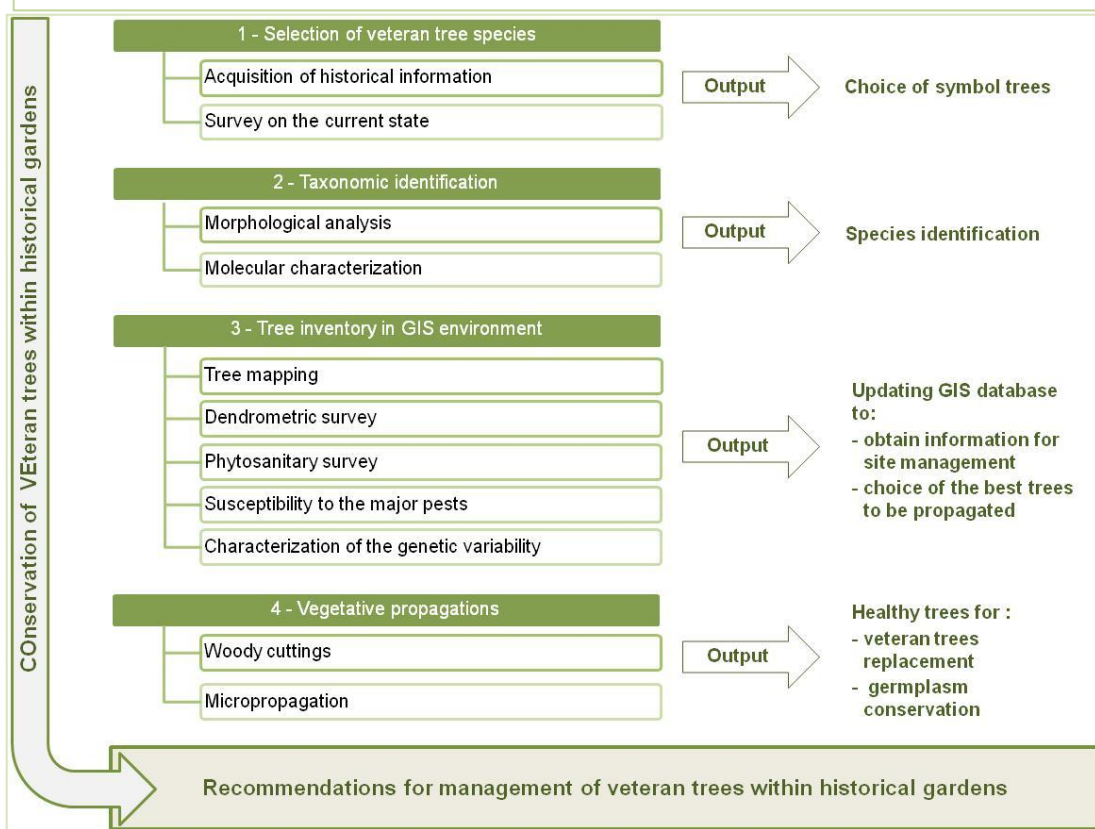 COnservation of VEteran trees within historical gardens
1 - Selection of veteran tree species
Acquisition of historical information
Survey on the current state
Output
Choice of symbol trees
2 - Taxonomic identification
Morphological analysis
Molecular characterization
Output
Species identification
3 - Tree inventory in GIS environment
Tree mapping
Dendrometric survey
Phytosanitary survey
Susceptibility to the major pests
Characterization of the genetic variability
Output
Updating GIS database
to:
- obtain information for
site management
- choice of the best trees
to be propagated
4 - Vegetative propagations
Woody cuttings
Micropropagation
Output
Healthy trees for :
- veteran trees
replacement
- germplasm
conservation
Recommendations for management of veteran trees within historical gardens